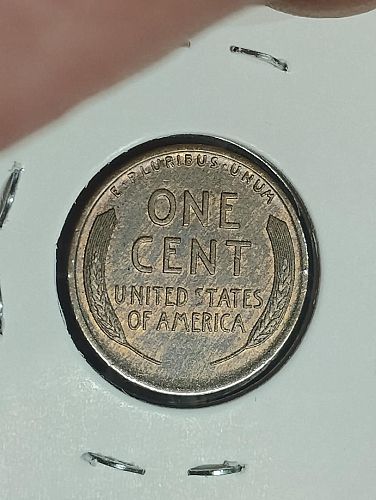 E·PLURIBUS·UNUM
ONE
CENT
UNITED STATES
OF AMERICA